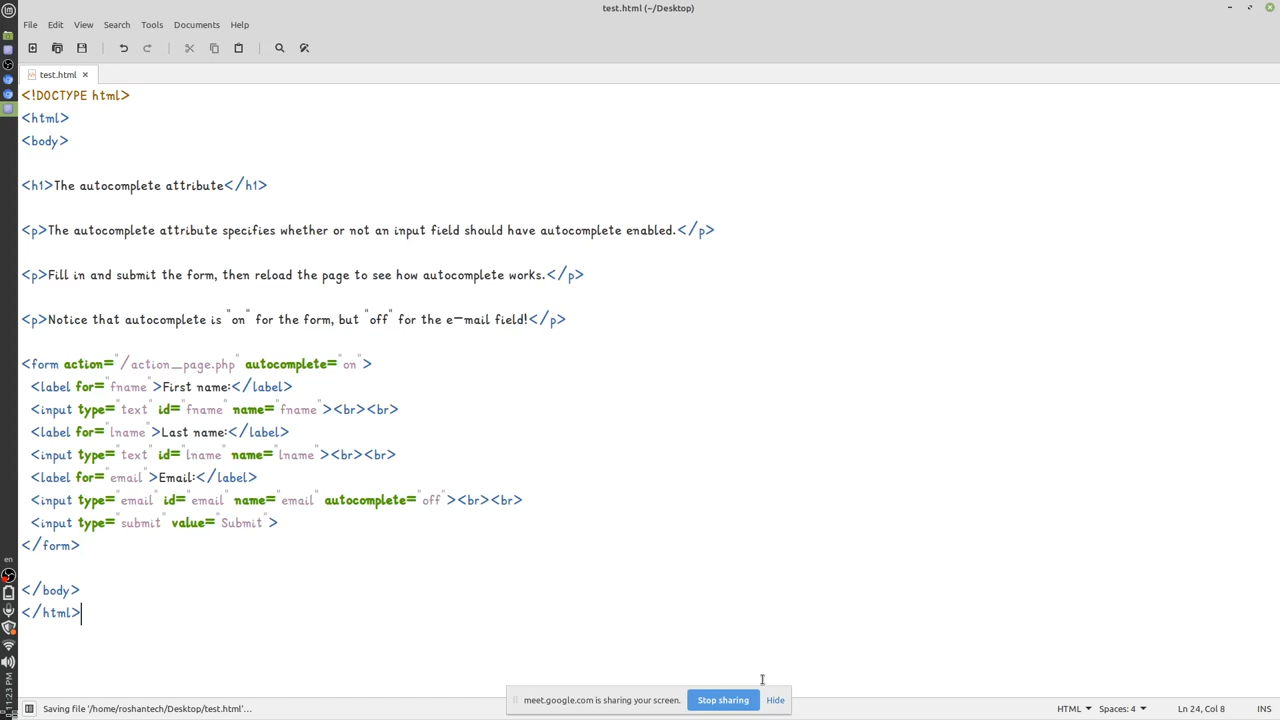 test.html (~/Desktop)
File Edit View Search Tools Documents Help
test.html
<!DOCTYPE html>
<html>
<body>
<h1>The autocomplete attribute</h1>
<p>The autocomplete attribute specifies whether or not an input field should have autocomplete enabled.</p>
<p>Fill in and submit the form, then reload the page to see how autocomplete works.</p>
<p>Notice that autocomplete is "on" for the form, but "off" for the e-mail field!</p>
<form action="/action_page.php" autocomplete="on">
<label for="fname">First name:</label>
<input type="text" id="fname" name="fname"><br><br>
<label for="lname">Last name:</label>
<input type="text" id="lname" name="lname"><br><br>
<label for="email">Email:</label>
<input type="email" id="email" name="email" autocomplete="off"><br><br>
<input type="submit" value="Submit">
</form>
</body>
</html>
en
11:23 PM
meet.google.com is sharing your screen. Stop sharing Hide
Saving file '/home/roshantech/Desktop/test.html'... HTML Spaces: 4 Ln 24, Col 8 INS